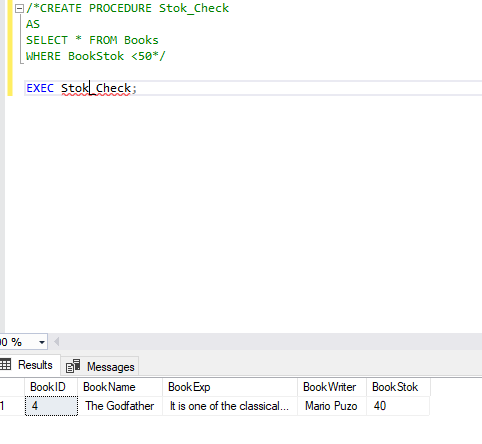 /*CREATE PROCEDURE Stok_Check
AS
SELECT * FROM Books
WHERE BookStok <50*/
EXEC Stok_Check;
00 %
Results Messages
BookID BookName BookExp BookWriter BookStok
1 4 The Godfather It is one of the classical... Mario Puzo 40